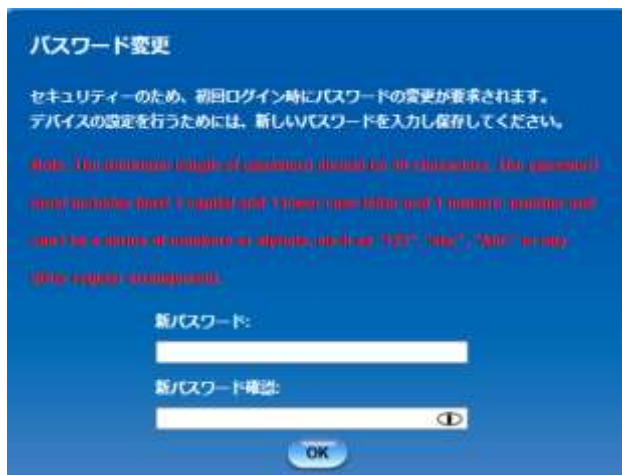 パスワード変更
セキュリティーのため、初回ログイン時にパスワードの変更が要求されます。
デバイスの設定を行うためには、新しいパスワードを入力し保存してください。
Note: The minimum length of password should be 10 characters. The password
must 1 capital and 1 lower case letter and 1 numeric number and
can't be a series of numbers or alphabets, such as "123", "abc", "ABC" or any
other regular arrangement.
新パスワード:
新パスワード確認:
OK